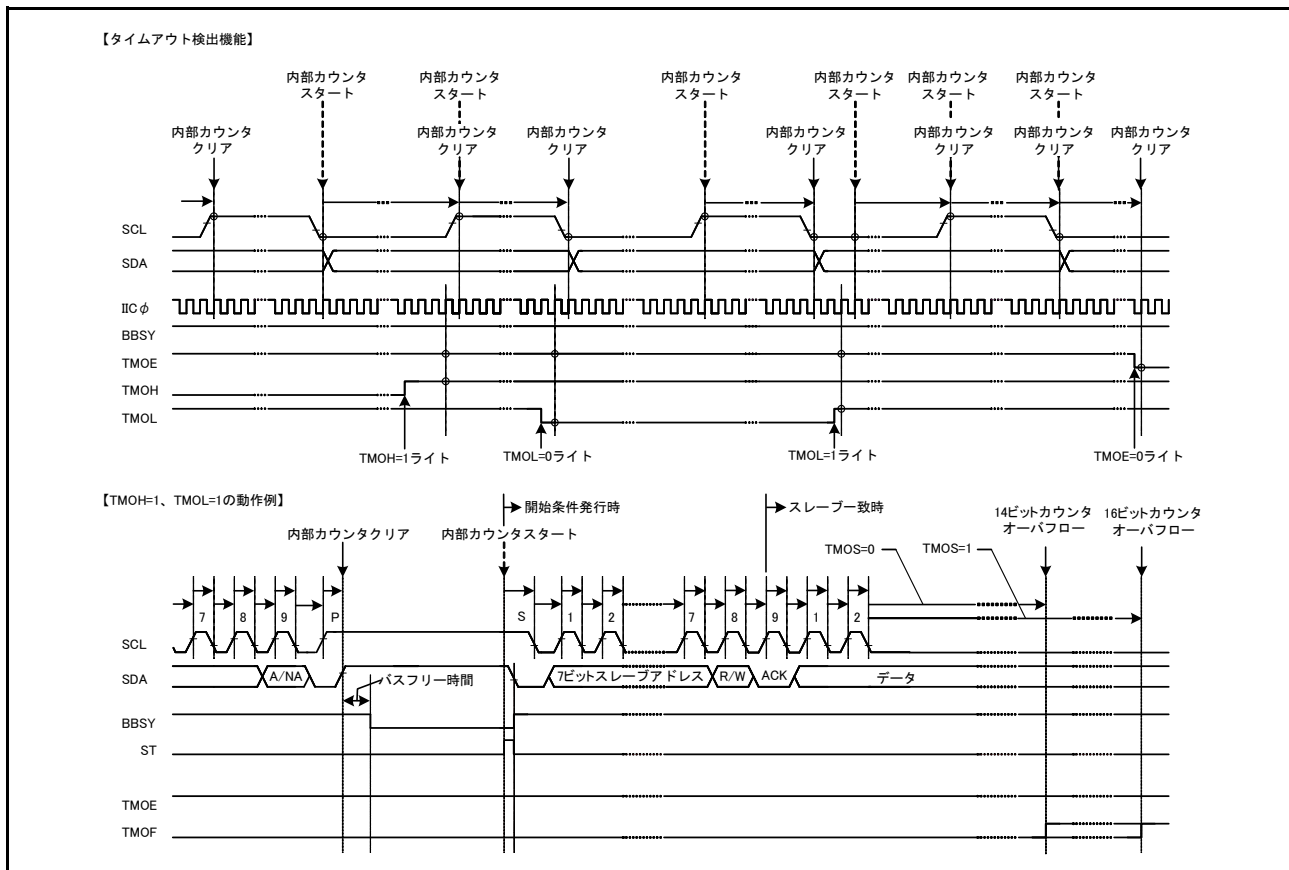 【タイムアウト検出機能】
内部カウンタ
スタート
内部カウンタ
スタート
内部カウンタ
スタート
内部カウンタ
スタート
内部カウンタ
スタート
内部カウンタ
スタート
内部カウンタ
クリア
内部カウンタ
クリア
内部カウンタ
クリア
内部カウンタ
クリア
内部カウンタ
クリア
内部カウンタ
クリア
内部カウンタ
クリア
SCL
SDA
IICφ
BBSY
TMOE
TMOH
TMOL
TMOH=1ライト
TMOL=0ライト
TMOL=1ライト
TMOE=0ライト
【TMOH=1、TMOL=1の動作例】
開始条件発行時
スレーブ一致時
14ビットカウンタ
オーバフロー
16ビットカウンタ
オーバフロー
内部カウンタクリア
内部カウンタスタート
TMOS=0
TMOS=1
7 8 9 P S 1 2 7 8 9 1 2
SCL
SDA
A/NA
バスフリー時間
7ビットスレーブアドレス
R/W
ACK
データ
BBSY
ST
TMOE
TMOF